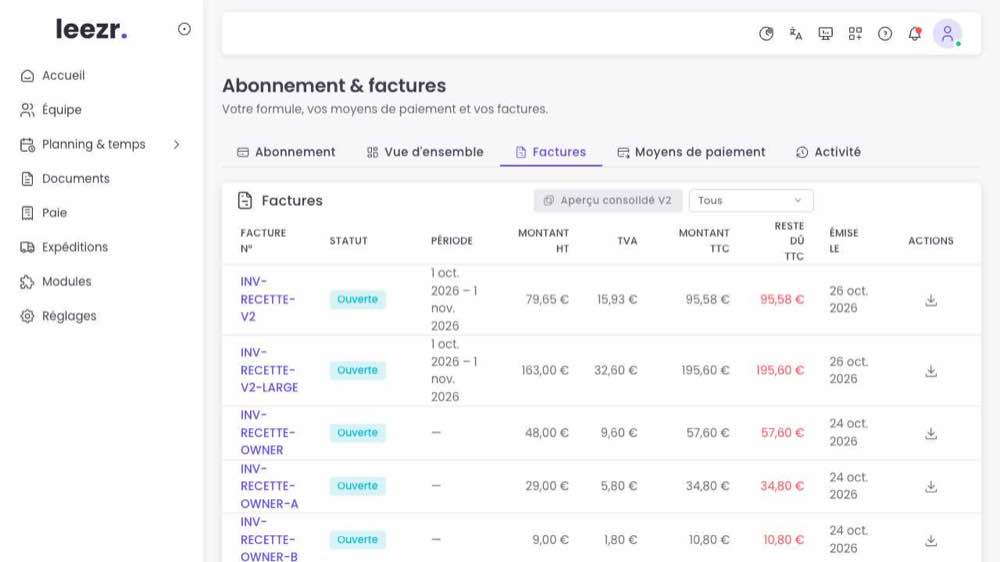 leezr.
Accueil
Équipe
Planning & temps
Documents
Paie
Expéditions
Modules
Réglages
Abonnement & factures
Votre formule, vos moyens de paiement et vos factures.
Abonnement
Vue d'ensemble
Factures
Moyens de paiement
Activité
Factures
Aperçu consolidé V2
Tous
FACTURE N° STATUT PÉRIODE MONTANT HT TVA MONTANT TTC RESTE DÛ TTC ÉMISE LE ACTIONS
INV-RECETTE-V2 Ouverte 1 oct. 2026 – 1 nov. 2026 79,65 € 15,93 € 95,58 € 95,58 € 26 oct. 2026
INV-RECETTE-V2-LARGE Ouverte 1 oct. 2026 – 1 nov. 2026 163,00 € 32,60 € 195,60 € 195,60 € 26 oct. 2026
INV-RECETTE-OWNER Ouverte — 48,00 € 9,60 € 57,60 € 57,60 € 24 oct. 2026
INV-RECETTE-OWNER-A Ouverte — 29,00 € 5,80 € 34,80 € 34,80 € 24 oct. 2026
INV-RECETTE-OWNER-B Ouverte — 9,00 € 1,80 € 10,80 € 10,80 € 24 oct. 2026